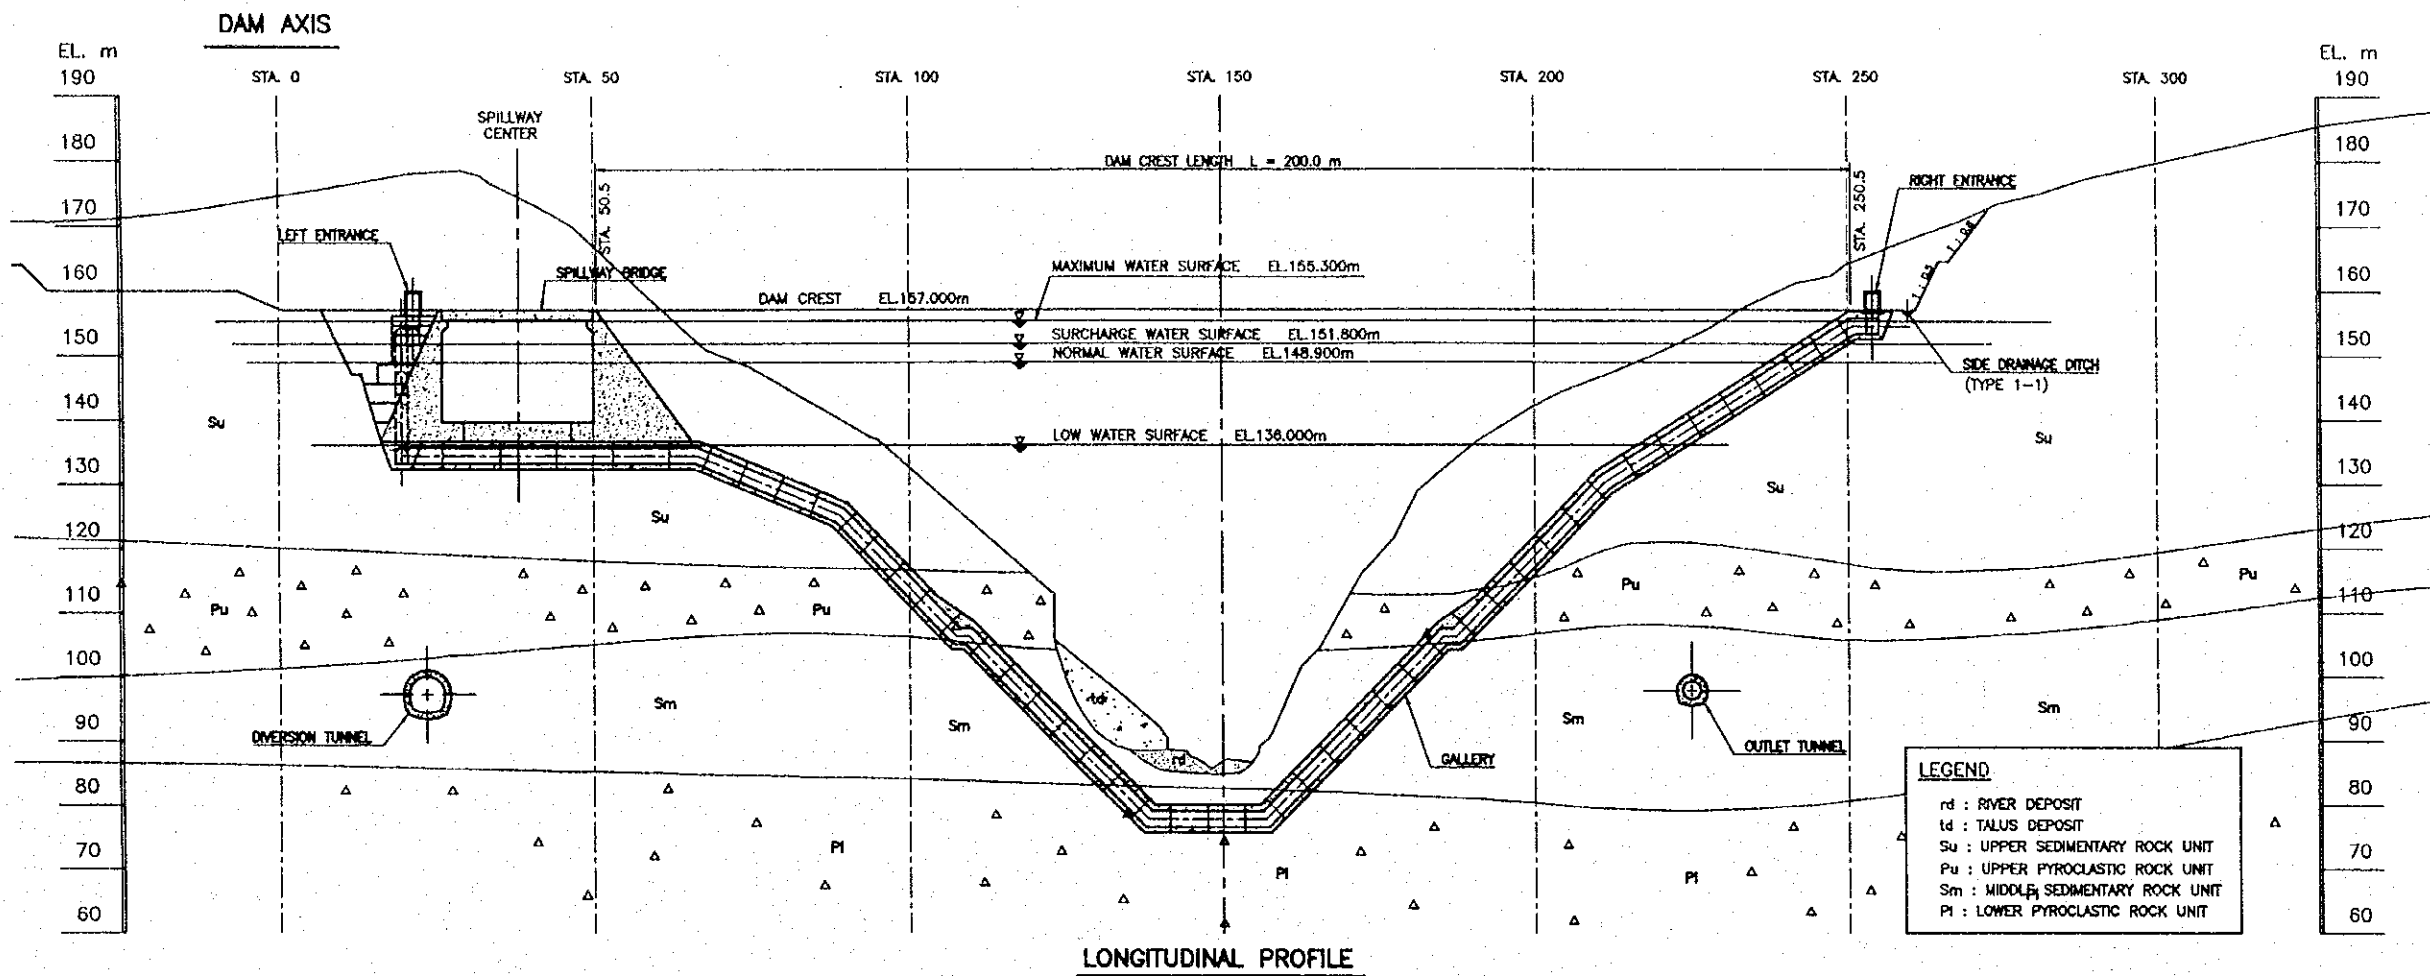 DAM AXIS
EL. m
EL. m
190
STA. 0
STA. 50
STA. 100
STA. 150
STA. 200
STA. 250
STA. 300
190
SPILLWAY
CENTER
180
180
DAM CREST LENGTH L = 200.0 m
STA. 50.5
STA. 250.5
RIGHT ENTRANCE
170
170
LEFT ENTRANCE
1:0.8
160
SPILLWAY BRIDGE
MAXIMUM WATER SURFACE EL.155.300m
1:0.5
160
DAM CREST EL.157.000m
150
SURCHARGE WATER SURFACE EL.151.800m
150
NORMAL WATER SURFACE EL.148.900m
SIDE DRAINAGE DITCH
(TYPE 1-1)
140
140
Su
LOW WATER SURFACE EL.136.000m
Su
130
130
Su
Su
120
120
Pu
Pu
110
Pu
Pu
110
100
100
td
Sm
Sm
Sm
Sm
90
90
DIVERSION TUNNEL
rd
GALLERY
OUTLET TUNNEL
80
80
LEGEND
rd : RIVER DEPOSIT
td : TALUS DEPOSIT
Su : UPPER SEDIMENTARY ROCK UNIT
Pu : UPPER PYROCLASTIC ROCK UNIT
Sm : MIDDLE SEDIMENTARY ROCK UNIT
Pl : LOWER PYROCLASTIC ROCK UNIT
70
Pl
Pl
Pl
70
60
60
LONGITUDINAL PROFILE